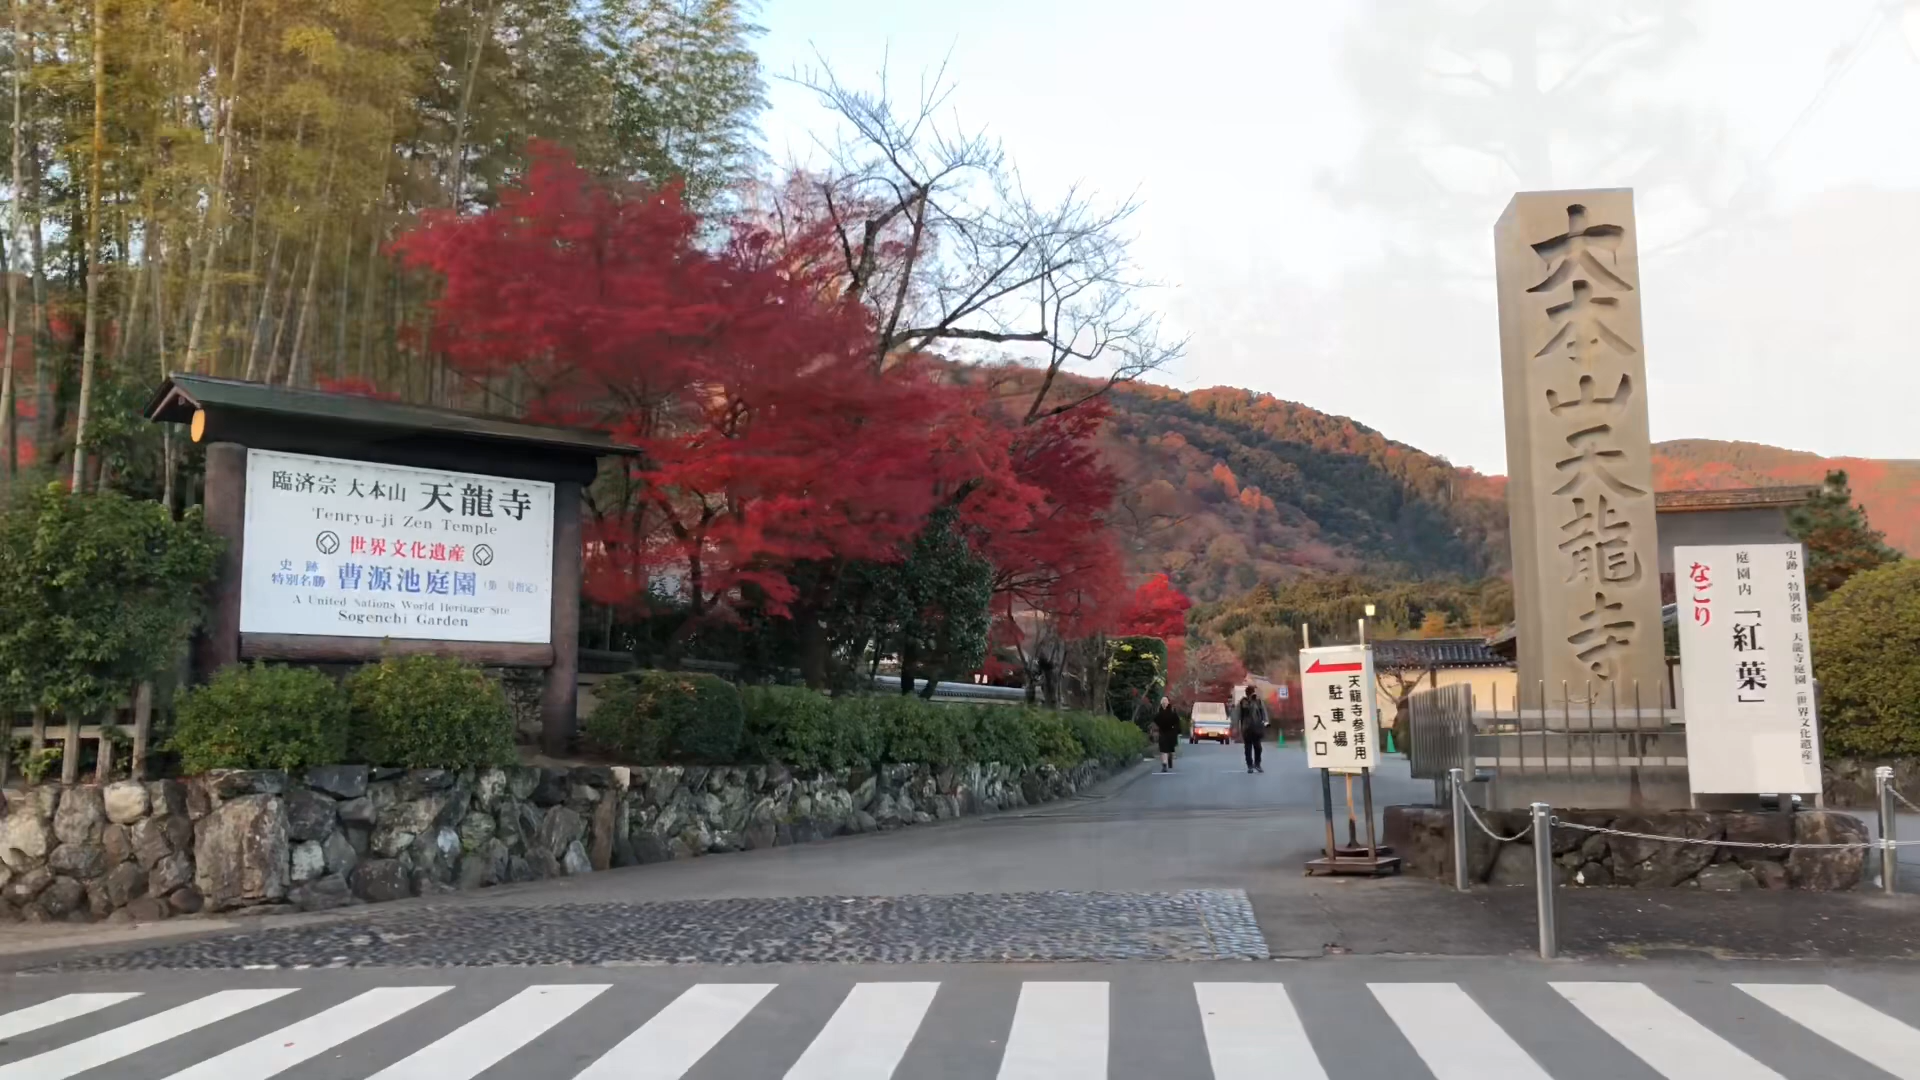 臨済宗 大本山 天龍寺
Tenryu-ji Zen Temple
世界文化遺産
史跡
特別名勝 曹源池庭園
A United Nations World Heritage Site
Sogenchi Garden
天龍寺参拝用
駐車場
入口
大本山天龍寺
史跡・特別名勝 天龍寺庭園(世界文化遺産)
庭園内
「紅葉」
なごり